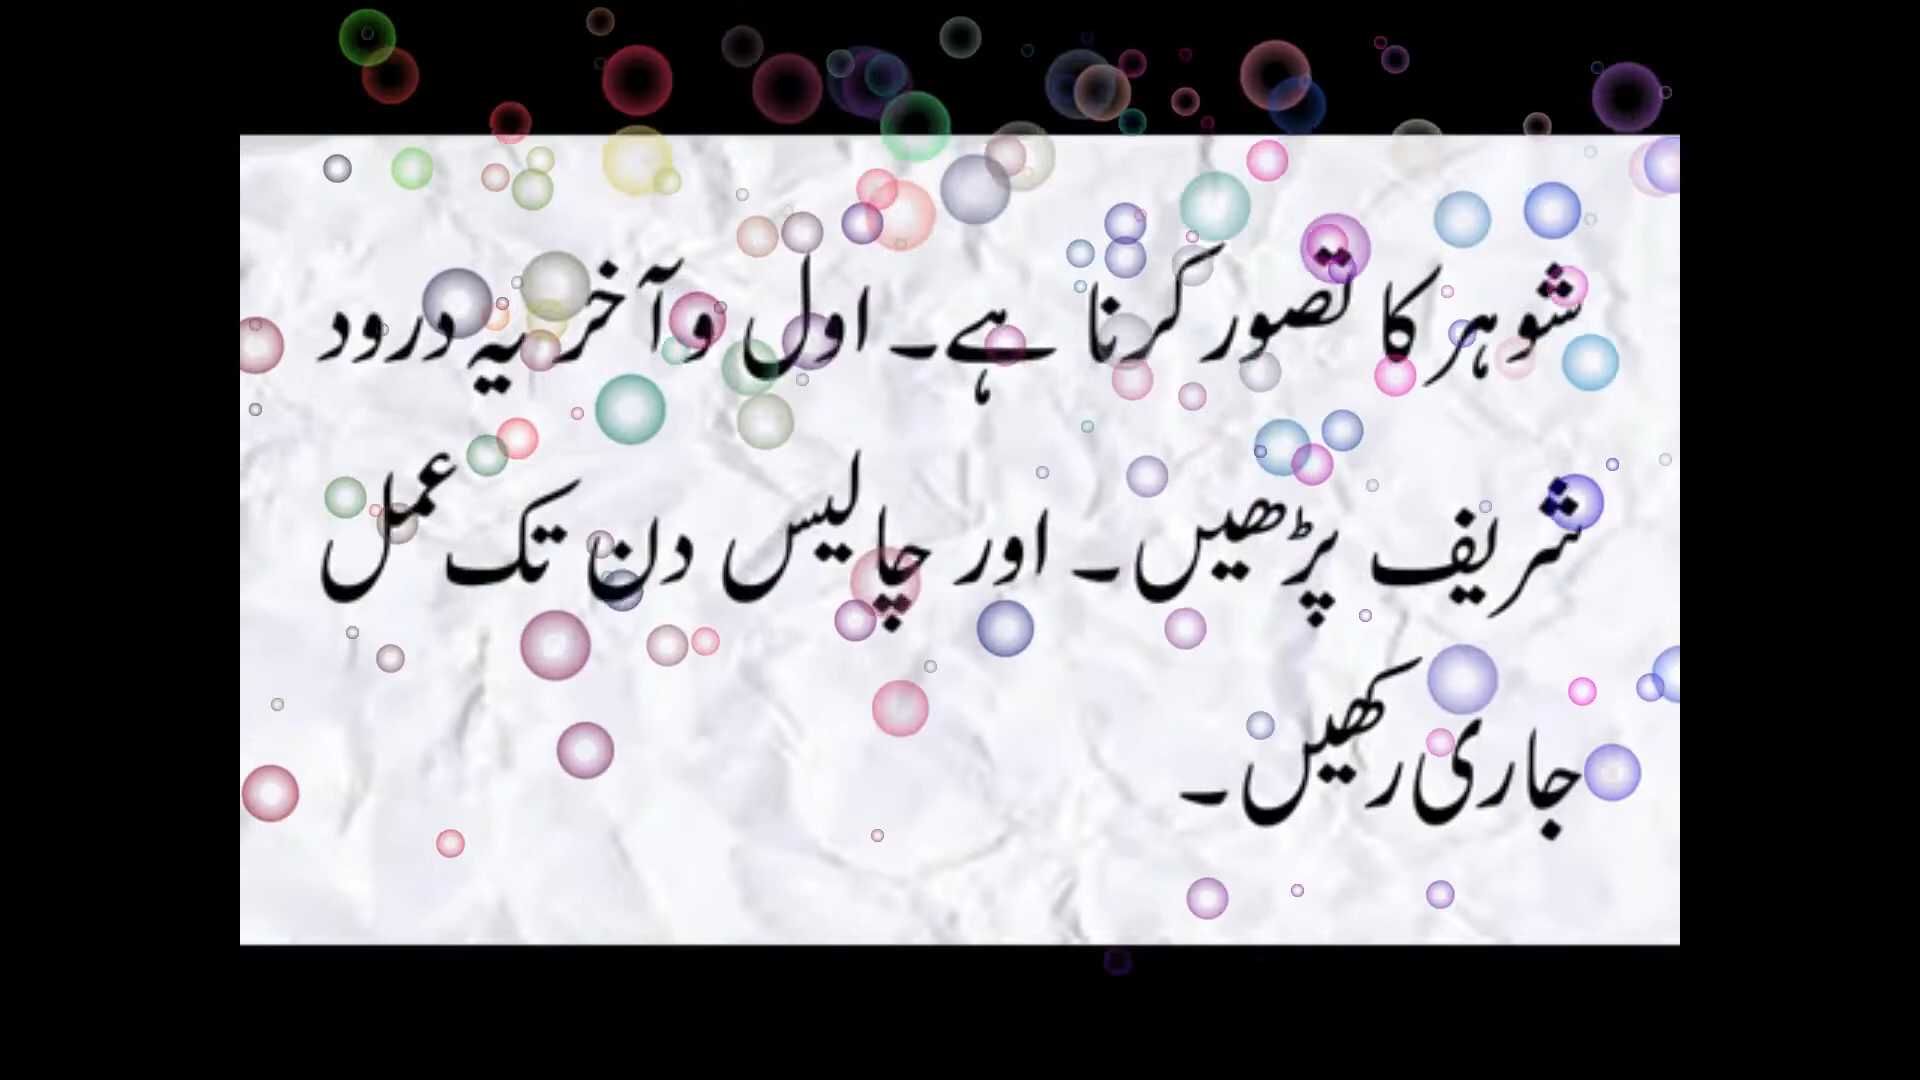 شوہر کا تصور کرنا ہے۔ اول و آخر یہ درود
شریف پڑھیں۔ اور چالیس دن تک عمل
جاری رکھیں۔